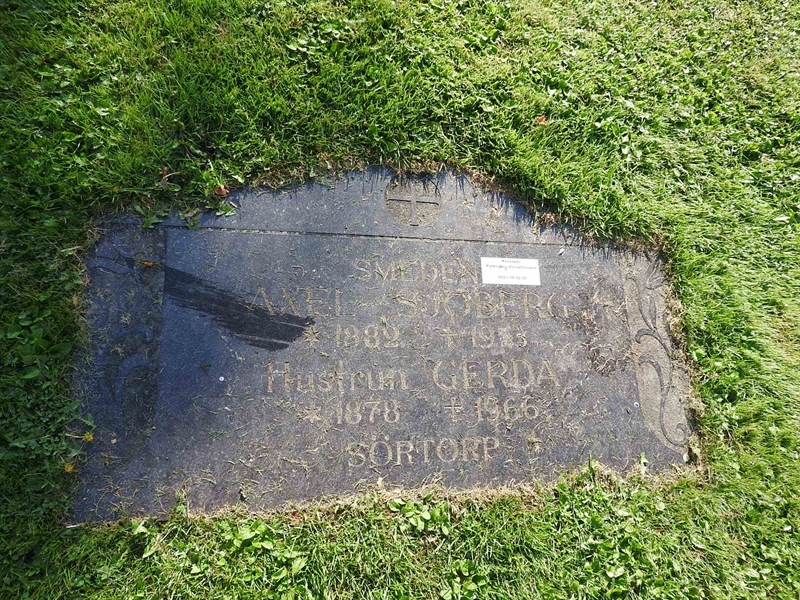 SMEDEN
AXEL SJÖBERG
* 1882 +
Hustrun GERDA
* 1878 + 1966
SÖRTORP